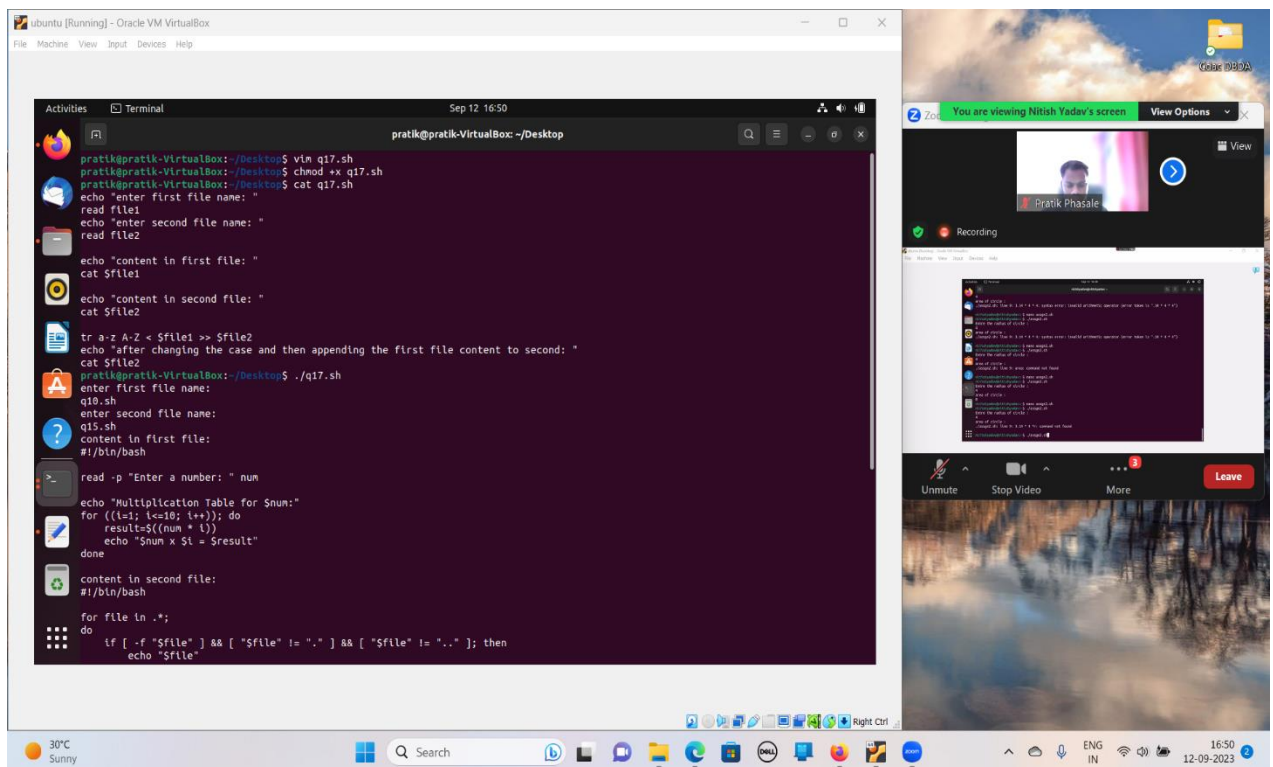 ubuntu [Running] - Oracle VM VirtualBox
File Machine View Input Devices Help
Activities Terminal Sep 12 16:50
pratik@pratik-VirtualBox: ~/Desktop
pratik@pratik-VirtualBox:~/Desktop$ vim q17.sh
pratik@pratik-VirtualBox:~/Desktop$ chmod +x q17.sh
pratik@pratik-VirtualBox:~/Desktop$ cat q17.sh
echo "enter first file name: "
read file1
echo "enter second file name: "
read file2
echo "content in first file: "
cat $file1
echo "content in second file: "
cat $file2
tr a-z A-Z < $file1 >> $file2
echo "after changing the case and then appending the first file content to second: "
cat $file2
pratik@pratik-VirtualBox:~/Desktop$ ./q17.sh
enter first file name:
q10.sh
enter second file name:
q15.sh
content in first file:
#!/bin/bash
read -p "Enter a number: " num
echo "Multiplication Table for $num:"
for ((i=1; i<=10; i++)); do
    result=$((num * i))
    echo "$num x $i = $result"
done
content in second file:
#!/bin/bash
for file in .*;
do
    if [ -f "$file" ] && [ "$file" != "." ] && [ "$file" != ".." ]; then
        echo "$file"
Right Ctrl
You are viewing Nitish Yadav's screen View Options
View
Pratik Phasale
Recording
Unmute Stop Video 3 More Leave
30°C
Sunny
Search
DELL
zoom
ENG
IN
16:50
12-09-2023
2